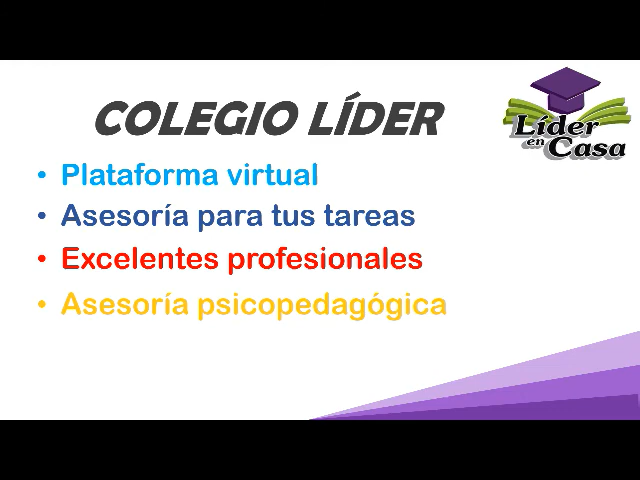 COLEGIO LÍDER
Líder
en Casa
• Plataforma virtual
• Asesoría para tus tareas
• Excelentes profesionales
• Asesoría psicopedagógica